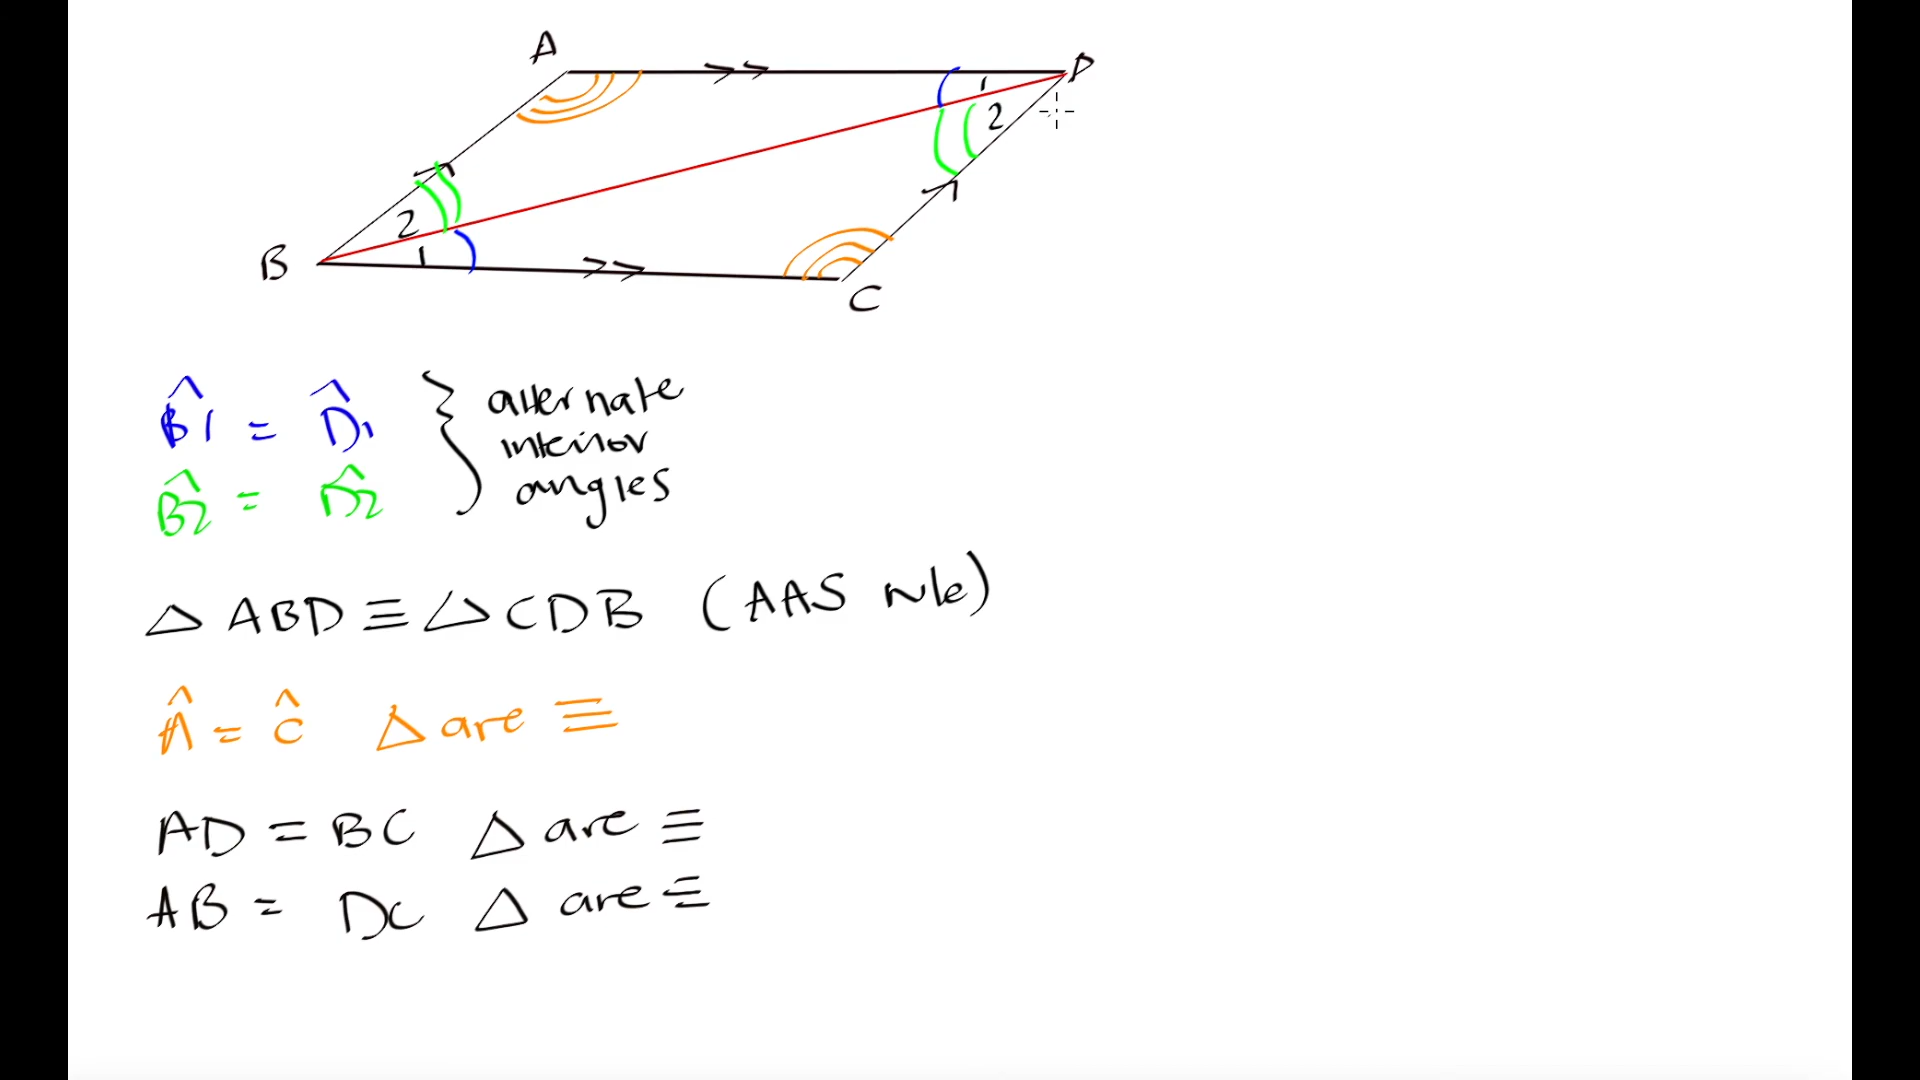 A
D
1
2
2
B
1
C
B̂1 = D̂1
B̂2 = D̂2
alternate
interior
angles
△ ABD ≡ △ CDB (AAS rule)
Â = Ĉ △ are ≡
AD = BC △ are ≡
AB = DC △ are ≡